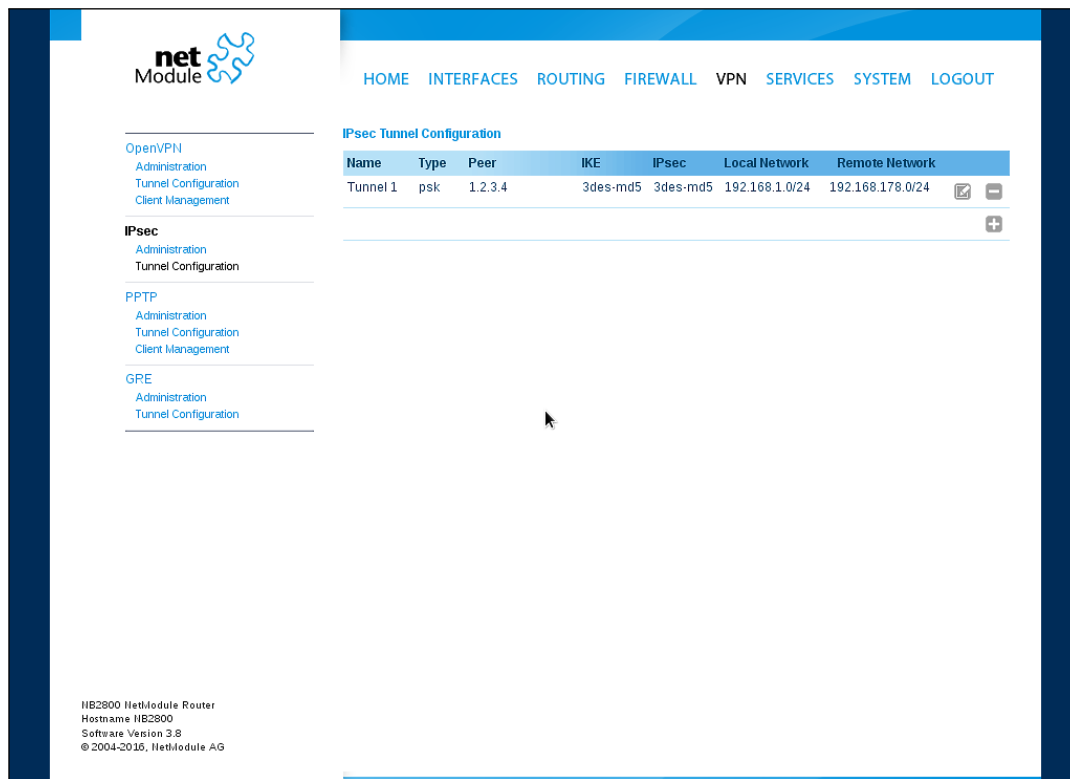 net
Module
HOME INTERFACES ROUTING FIREWALL VPN SERVICES SYSTEM LOGOUT
OpenVPN
Administration
Tunnel Configuration
Client Management
IPsec
Administration
Tunnel Configuration
PPTP
Administration
Tunnel Configuration
Client Management
GRE
Administration
Tunnel Configuration
IPsec Tunnel Configuration
Name Type Peer IKE IPsec Local Network Remote Network
Tunnel 1 psk 1.2.3.4 3des-md5 3des-md5 192.168.1.0/24 192.168.178.0/24
NB2800 NetModule Router
Hostname NB2800
Software Version 3.8
© 2004-2016, NetModule AG